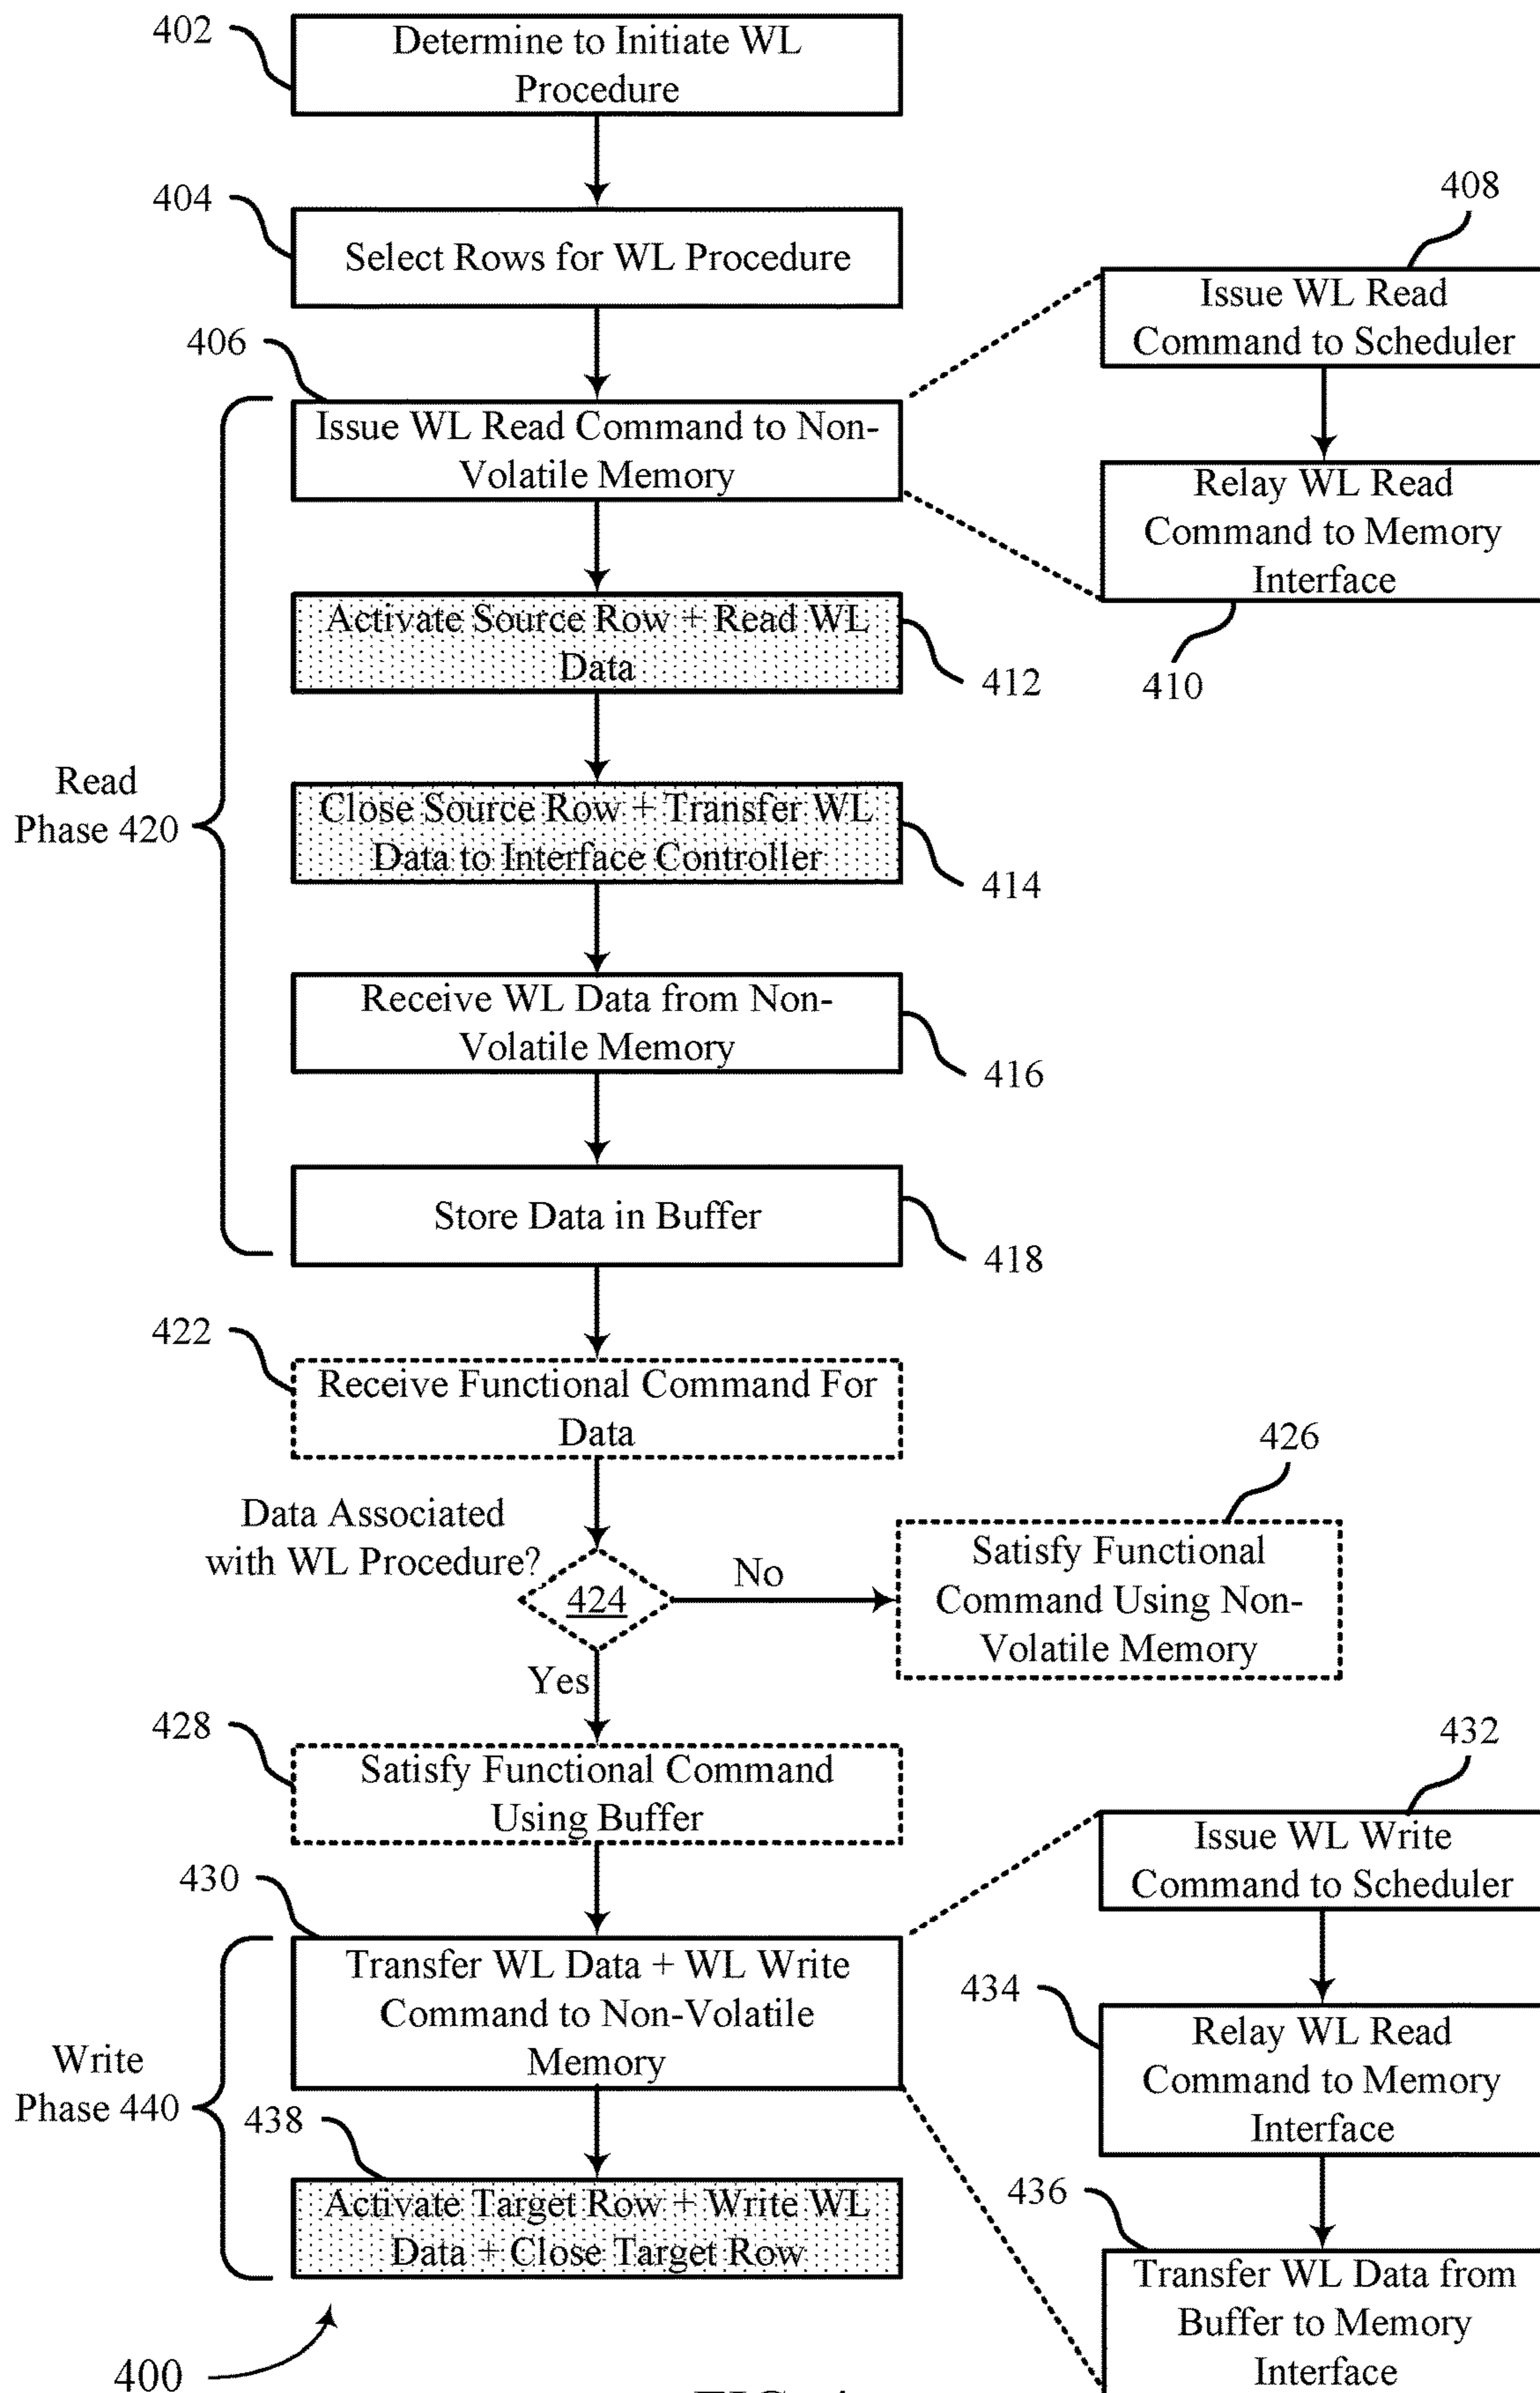 402
Determine to Initiate WL
Procedure
404
Select Rows for WL Procedure
408
Issue WL Read
Command to Scheduler
406
Issue WL Read Command to Non-
Volatile Memory
Relay WL Read
Command to Memory
Interface
410
Activate Source Row + Read WL
Data
412
Read
Phase 420
Close Source Row + Transfer WL
Data to Interface Controller
414
Receive WL Data from Non-
Volatile Memory
416
Store Data in Buffer
418
422
Receive Functional Command For
Data
Data Associated
with WL Procedure?
424
No
Yes
426
Satisfy Functional
Command Using Non-
Volatile Memory
428
Satisfy Functional Command
Using Buffer
432
Issue WL Write
Command to Scheduler
430
Transfer WL Data + WL Write
Command to Non-Volatile
Memory
434
Relay WL Read
Command to Memory
Interface
Write
Phase 440
438
Activate Target Row + Write WL
Data + Close Target Row
436
Transfer WL Data from
Buffer to Memory
Interface
400